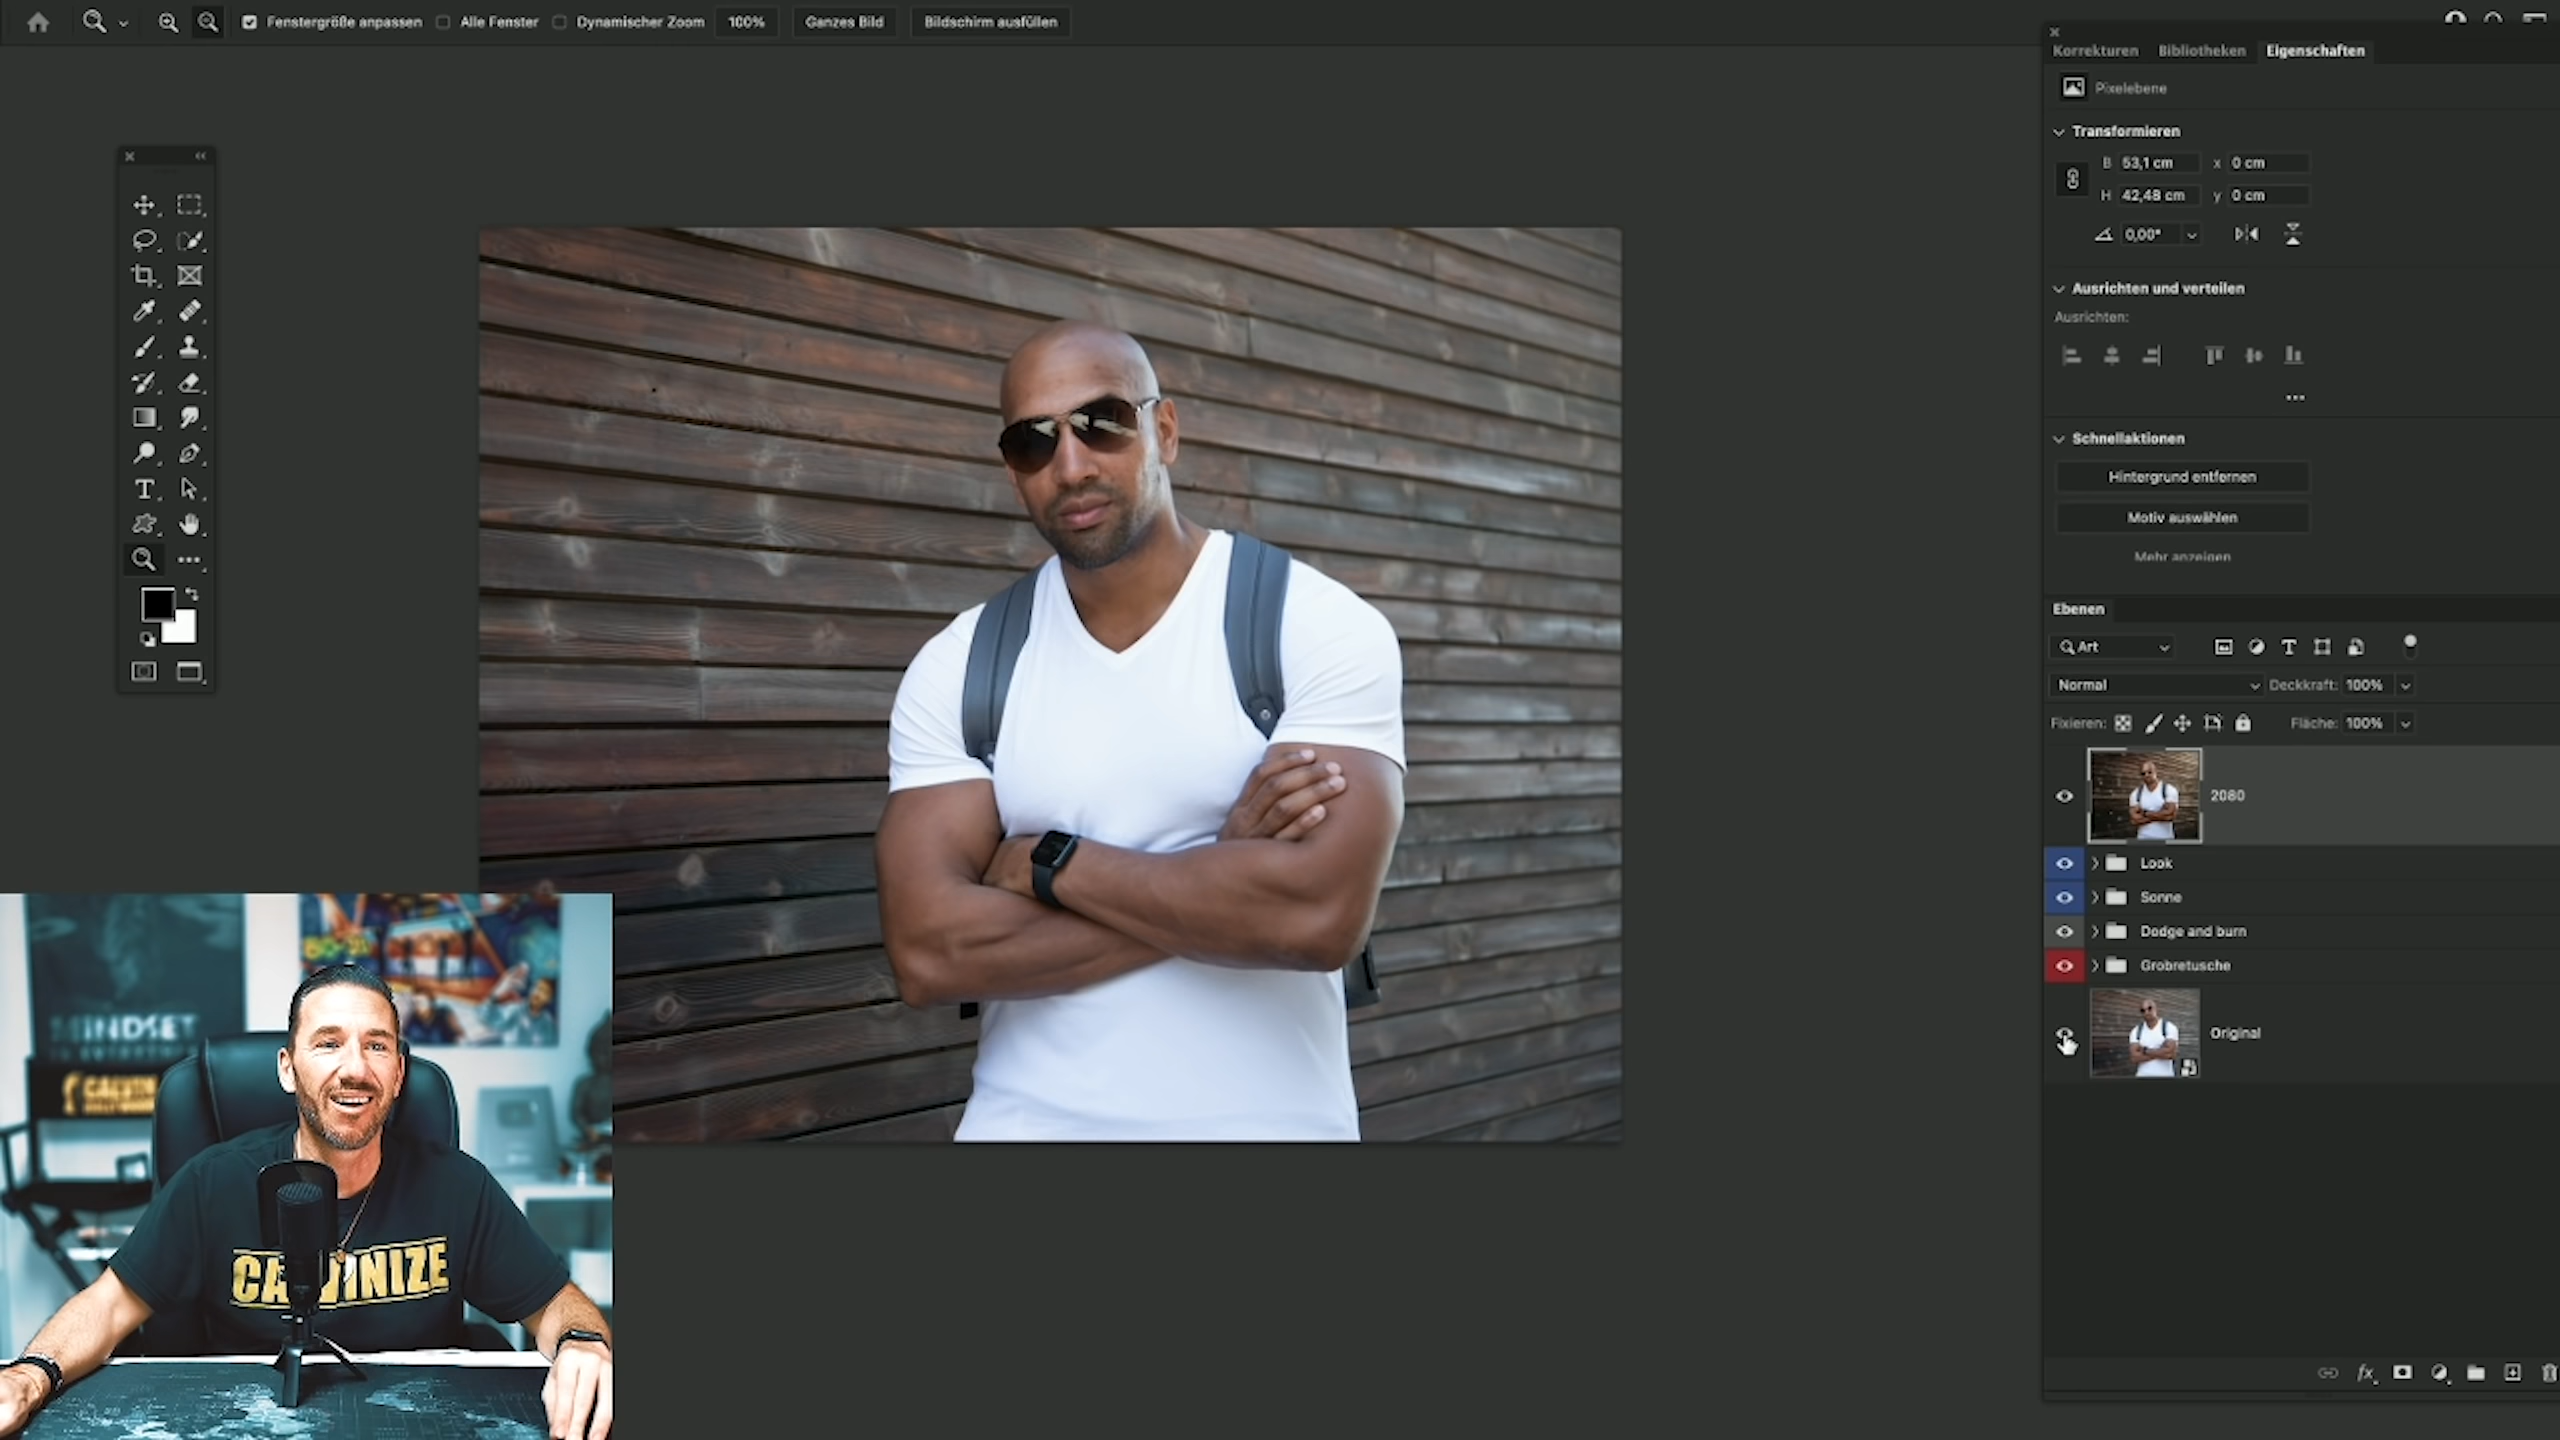 Fenstergröße anpassen Alle Fenster Dynamischer Zoom 100% Ganzes Bild Bildschirm ausfüllen
Korrekturen Bibliotheken Eigenschaften
Pixelebene
Transformieren
B 53,1 cm x 0 cm
H 42,48 cm y 0 cm
0,00°
Ausrichten und verteilen
Ausrichten:
Schnellaktionen
Hintergrund entfernen
Motiv auswählen
Mehr anzeigen
Ebenen
Art
Normal Deckkraft: 100%
Fixieren: Fläche: 100%
2080
Look
Sonne
Dodge and burn
Grobretusche
Original
MINDSET
CALVIN
CALVINIZE